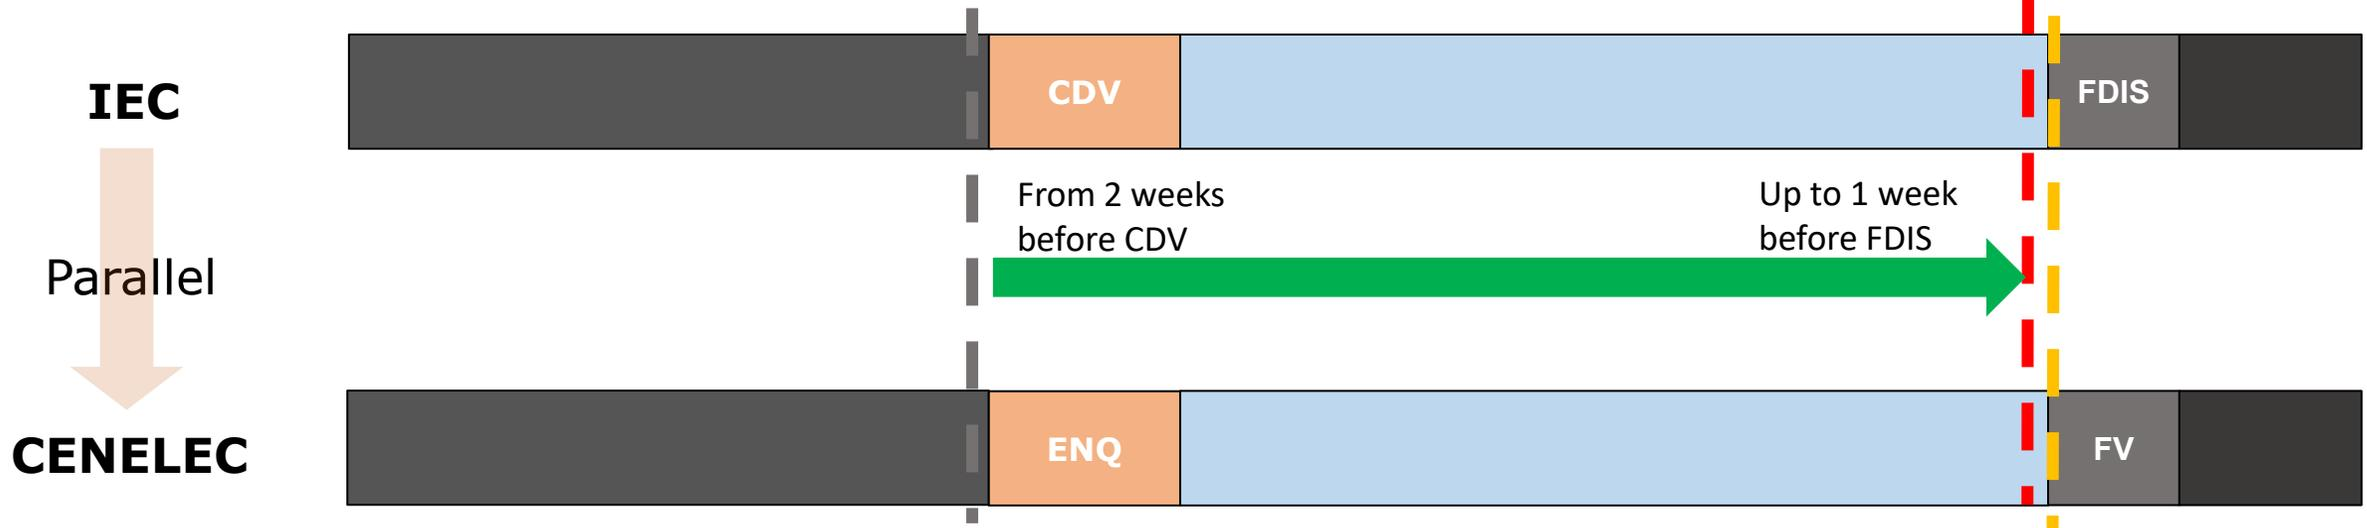 IEC
CDV
FDIS
From 2 weeks
before CDV
Up to 1 week
before FDIS
Parallel
CENELEC
ENQ
FV